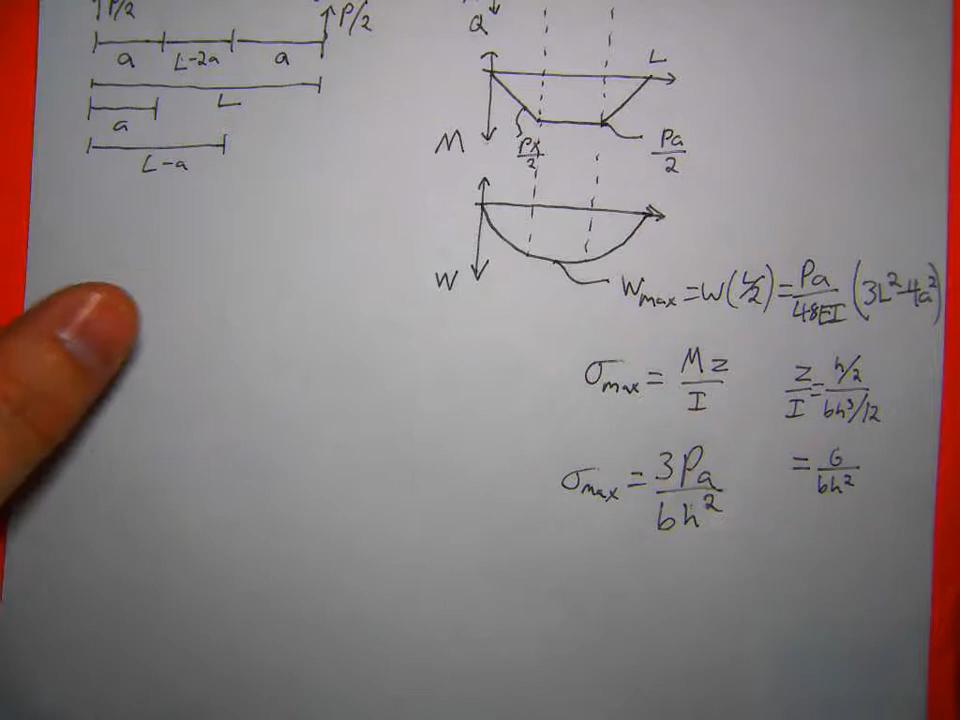 P/2
P/2
a
L-2a
a
L
a
L-a
Q
L
M
Px/2
Pa/2
W
Wmax = W(L/2) = Pa/48EI (3L²-4a²)
σmax = Mz/I
z/I = h/2 / bh³/12
σmax = 3Pa/bh²
= 6/bh²